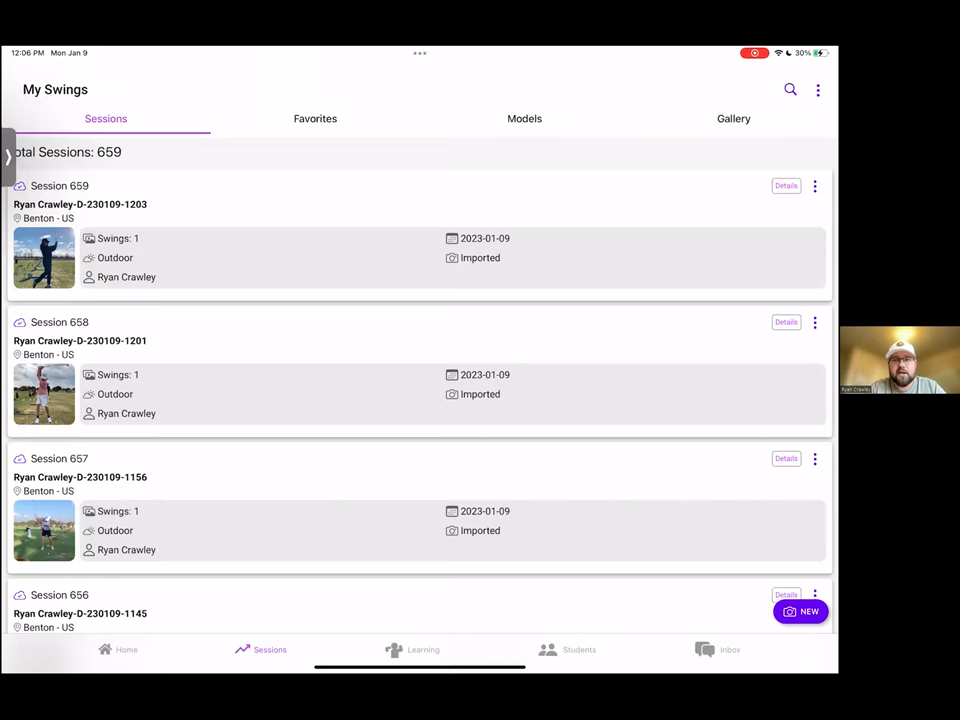 12:06 PM Mon Jan 9
30%
My Swings
Sessions Favorites Models Gallery
otal Sessions: 659
Session 659 Details
Ryan Crawley-D-230109-1203
Benton - US
Swings: 1 2023-01-09
Outdoor Imported
Ryan Crawley
Session 658 Details
Ryan Crawley-D-230109-1201
Benton - US
Swings: 1 2023-01-09
Outdoor Imported
Ryan Crawley
Ryan Crawley
Session 657 Details
Ryan Crawley-D-230109-1156
Benton - US
Swings: 1 2023-01-09
Outdoor Imported
Ryan Crawley
Session 656 Details
Ryan Crawley-D-230109-1145
NEW
Benton - US
Home Sessions Learning Students Inbox